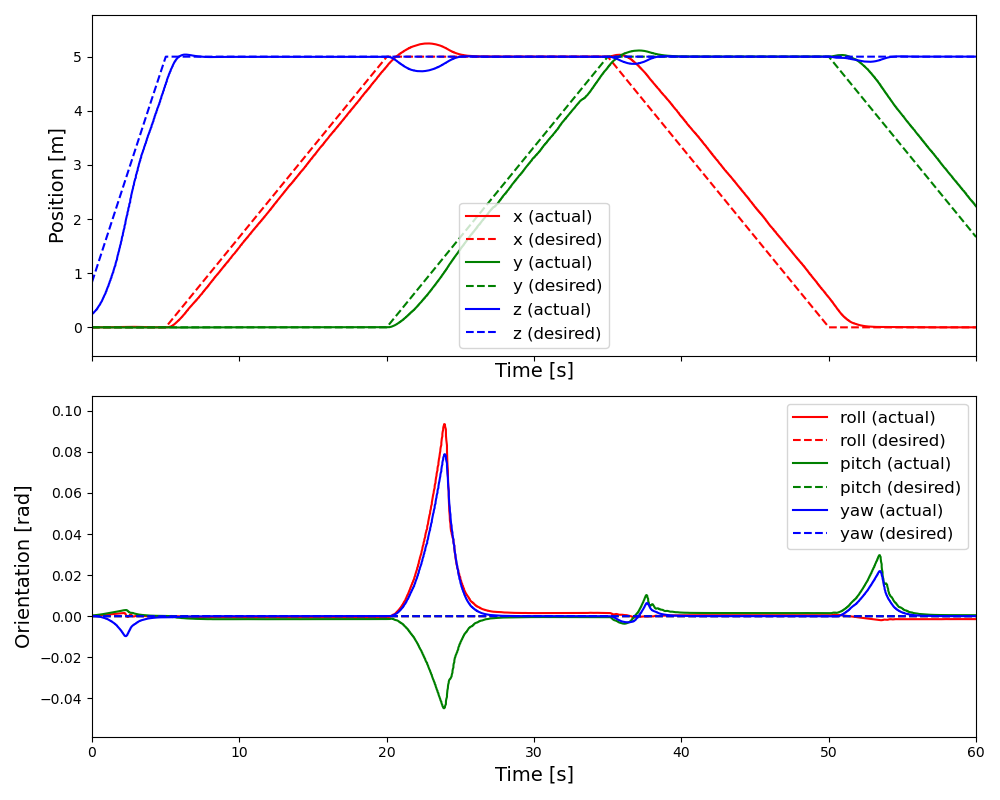 5
4
3
2
1
0
Position [m]
x (actual)
x (desired)
y (actual)
y (desired)
z (actual)
z (desired)
Time [s]
0.10
0.08
0.06
0.04
0.02
0.00
−0.02
−0.04
Orientation [rad]
roll (actual)
roll (desired)
pitch (actual)
pitch (desired)
yaw (actual)
yaw (desired)
0 10 20 30 40 50 60
Time [s]